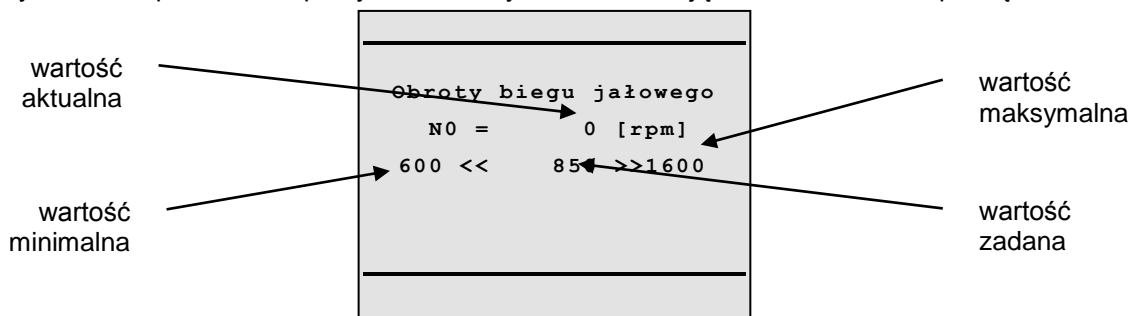 wartość
aktualna
Obroty biegu jałowego
N0 = 0 [rpm]
600 << >>1600
wartość
maksymalna
wartość
minimalna
wartość
zadana